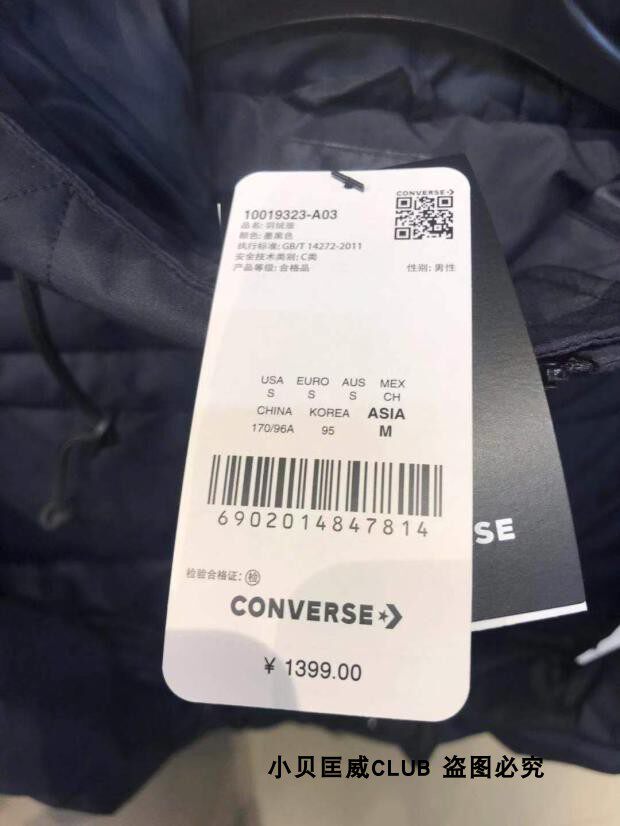 CONVERSE
10019323-A03
品名: 羽绒服
颜色: 墨黑色
执行标准: GB/T 14272-2011
安全技术类别: C类
产品等级: 合格品
性别: 男性
USA EURO AUS MEX
S S S CH
CHINA KOREA ASIA
170/96A 95 M
6902014847814
SE
检验合格证: 检
CONVERSE
¥ 1399.00
小贝匡威CLUB 盗图必究